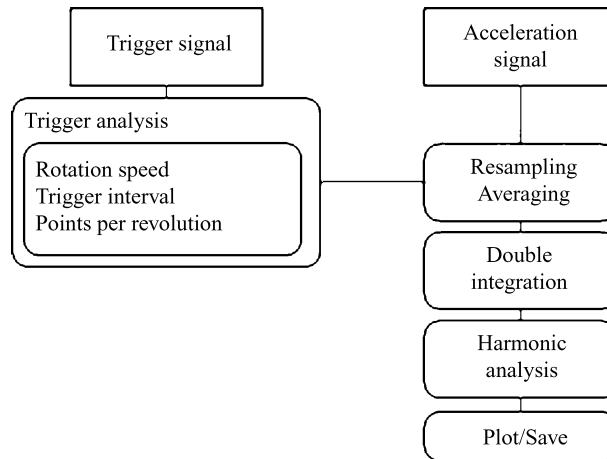 Trigger signal
Trigger analysis
Rotation speed
Trigger interval
Points per revolution
Acceleration
signal
Resampling
Averaging
Double
integration
Harmonic
analysis
Plot/Save